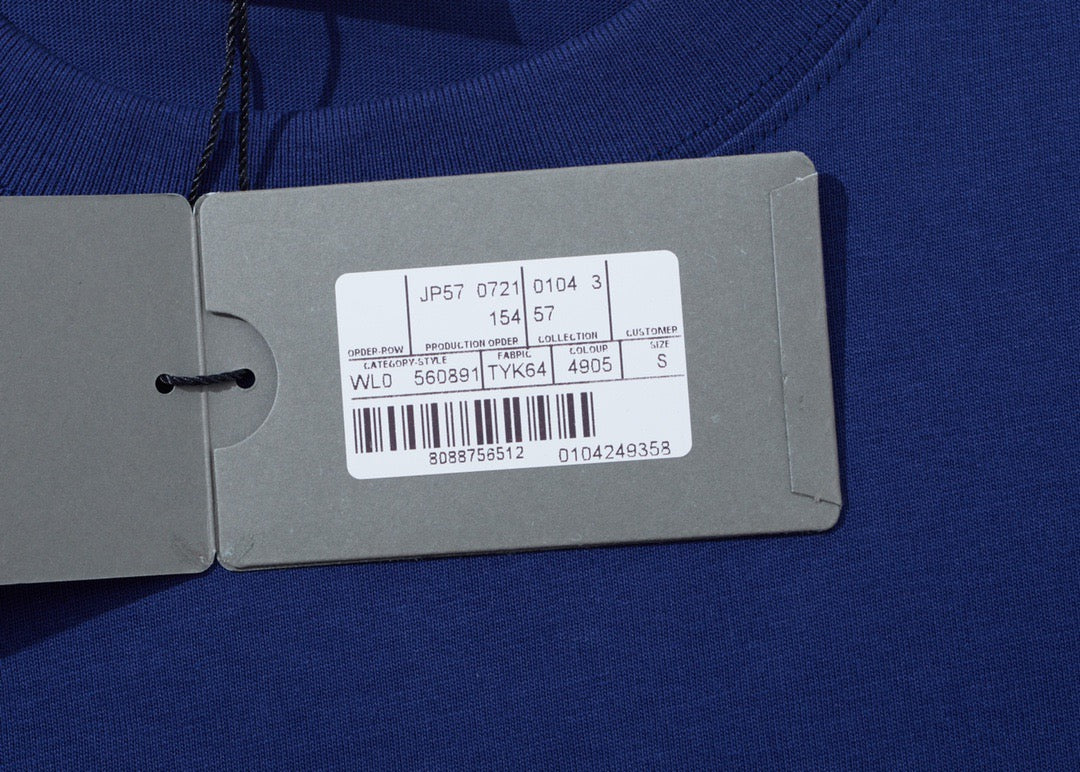 JP57 0721 0104 3
154 57
ORDER-ROW PRODUCTION ORDER COLLECTION CUSTOMER
CATEGORY-STYLE FABRIC COLOUR SIZE
WL0 560891 TYK64 4905 S
8088756512 0104249358